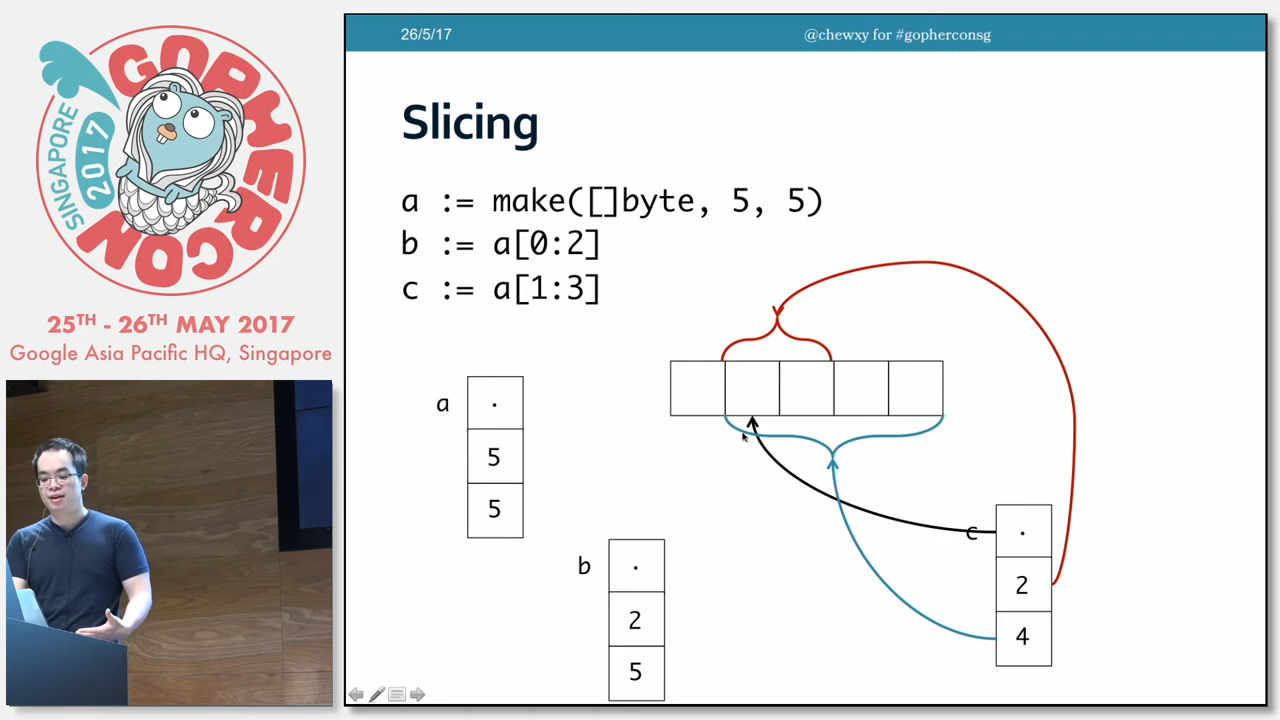 GOPHERCON
SINGAPORE
2017
25TH - 26TH MAY 2017
Google Asia Pacific HQ, Singapore
26/5/17
@chewxy for #gopherconsg
Slicing
a := make([]byte, 5, 5)
b := a[0:2]
c := a[1:3]
a
.
5
5
b
.
2
5
c
.
2
4